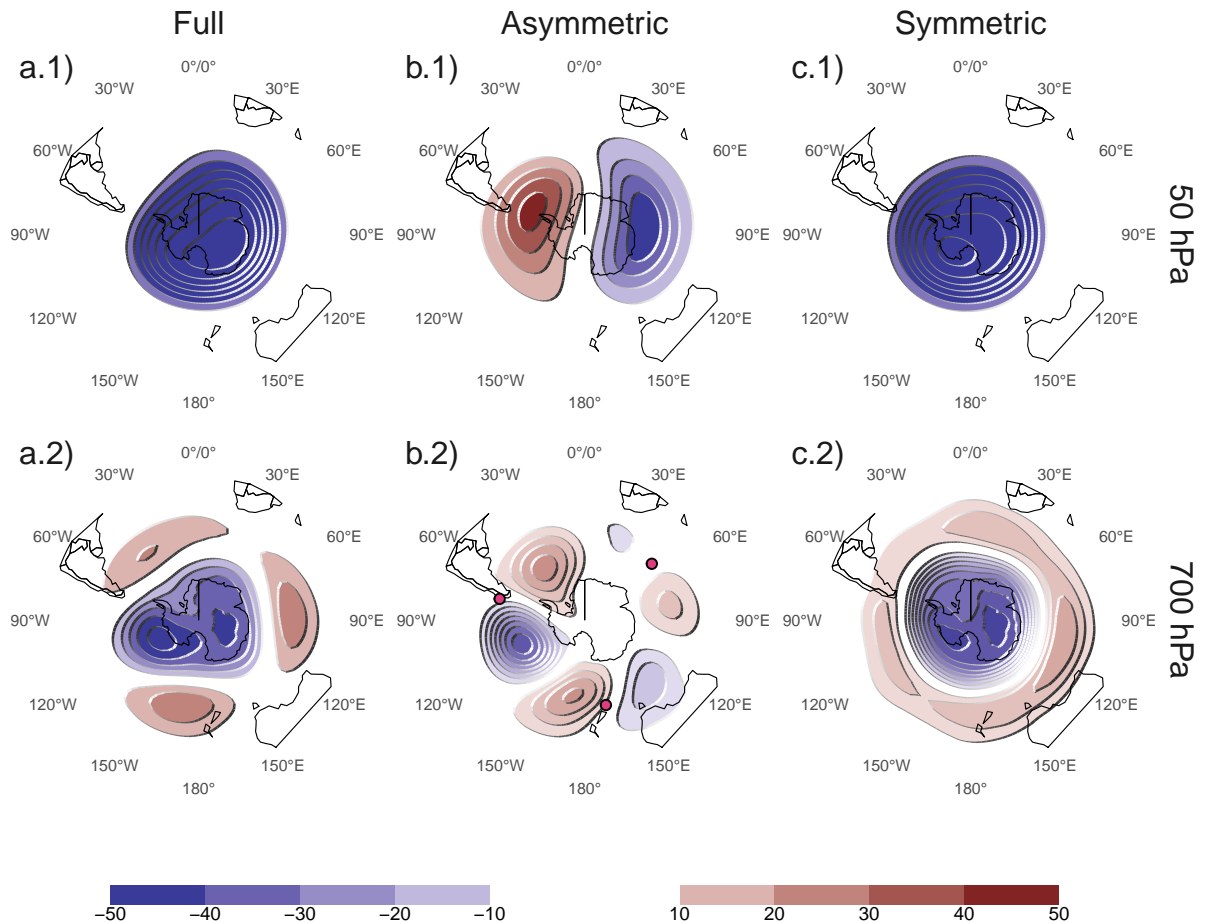 Full Asymmetric Symmetric
a.1) b.1) c.1)
0°/0° 0°/0° 0°/0°
30°W 30°E 30°W 30°E 30°W 30°E
60°W 60°E 60°W 60°E 60°W 60°E
90°W 90°E 90°W 90°E 90°W 90°E
50 hPa
120°W 120°E 120°W 120°E 120°W 120°E
150°W 150°E 150°W 150°E 150°W 150°E
180° 180° 180°
a.2) b.2) c.2)
0°/0° 0°/0° 0°/0°
30°W 30°E 30°W 30°E 30°W 30°E
60°W 60°E 60°W 60°E 60°W 60°E
90°W 90°E 90°W 90°E 90°W 90°E
700 hPa
120°W 120°E 120°W 120°E 120°W 120°E
150°W 150°E 150°W 150°E 150°W 150°E
180° 180° 180°
−50 −40 −30 −20 −10 10 20 30 40 50